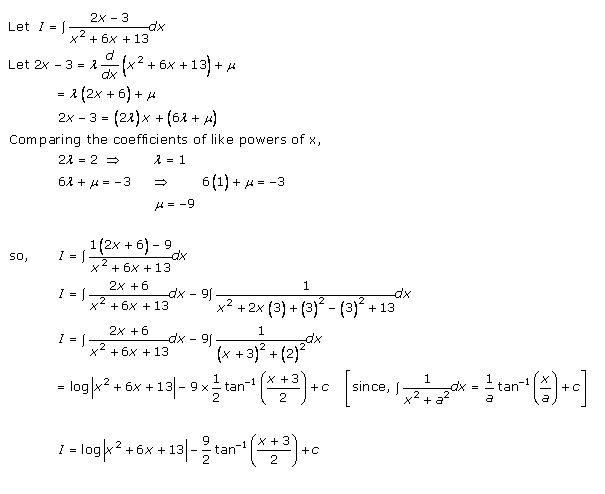 Let I = ∫ (2x − 3)/(x² + 6x + 13) dx
Let 2x − 3 = λ d/dx (x² + 6x + 13) + μ
= λ(2x + 6) + μ
2x − 3 = (2λ)x + (6λ + μ)
Comparing the coefficients of like powers of x,
2λ = 2 ⇒ λ = 1
6λ + μ = −3 ⇒ 6(1) + μ = −3
μ = −9
so, I = ∫ (1(2x + 6) − 9)/(x² + 6x + 13) dx
I = ∫ (2x + 6)/(x² + 6x + 13) dx − 9∫ 1/(x² + 2x(3) + (3)² − (3)² + 13) dx
I = ∫ (2x + 6)/(x² + 6x + 13) dx − 9∫ 1/((x + 3)² + (2)²) dx
= log|x² + 6x + 13| − 9 × 1/2 tan⁻¹((x + 3)/2) + c [since, ∫ 1/(x² + a²) dx = 1/a tan⁻¹(x/a) + c]
I = log|x² + 6x + 13| − 9/2 tan⁻¹((x + 3)/2) + c